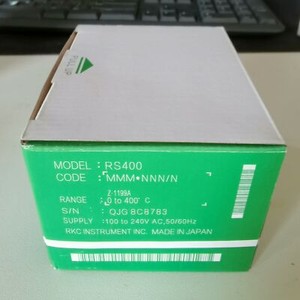 MODEL : RS400
CODE : MMM*NNN/N
Z-1199A
RANGE : 0 to 400° C
S/N : QJG 8C8783
SUPPLY : 100 to 240V AC, 50/60Hz
RKC INSTRUMENT INC. MADE IN JAPAN